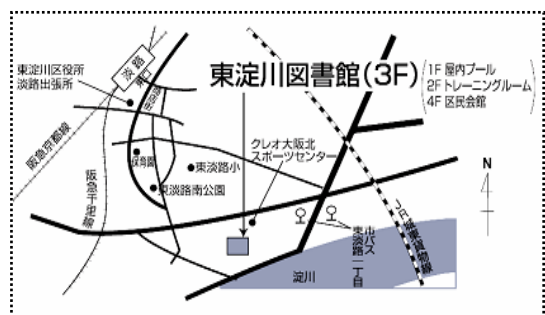 東淀川区役所
淡路出張所
淡路
東淀川図書館(3F)
1F 屋内プール
2F トレーニングルーム
4F 区民会館
阪急京都線
阪急千里線
保育園
東淡路小
東淡路南公園
クレオ大阪北
スポーツセンター
N
JR城東貨物線
市バス
東淡路一丁目
淀川